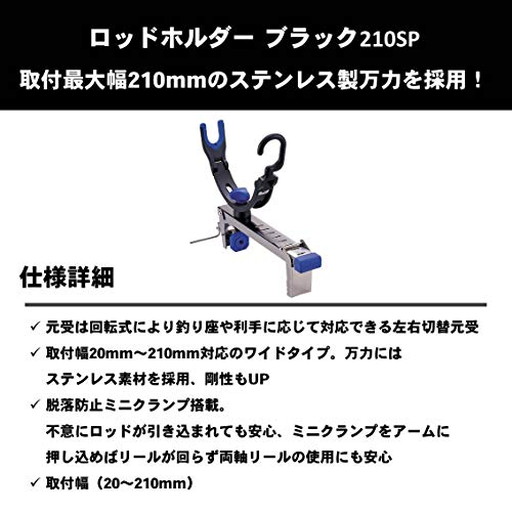 ロッドホルダー ブラック210SP
取付最大幅210mmのステンレス製万力を採用！
仕様詳細
✓ 元受は回転式により釣り座や利手に応じて対応できる左右切替元受
✓ 取付幅20mm～210mm対応のワイドタイプ。万力には
ステンレス素材を採用、剛性もUP
✓ 脱落防止ミニクランプ搭載。
不意にロッドが引き込まれても安心、ミニクランプをアームに
押し込めばリールが回らず両軸リールの使用にも安心
✓ 取付幅（20～210mm）